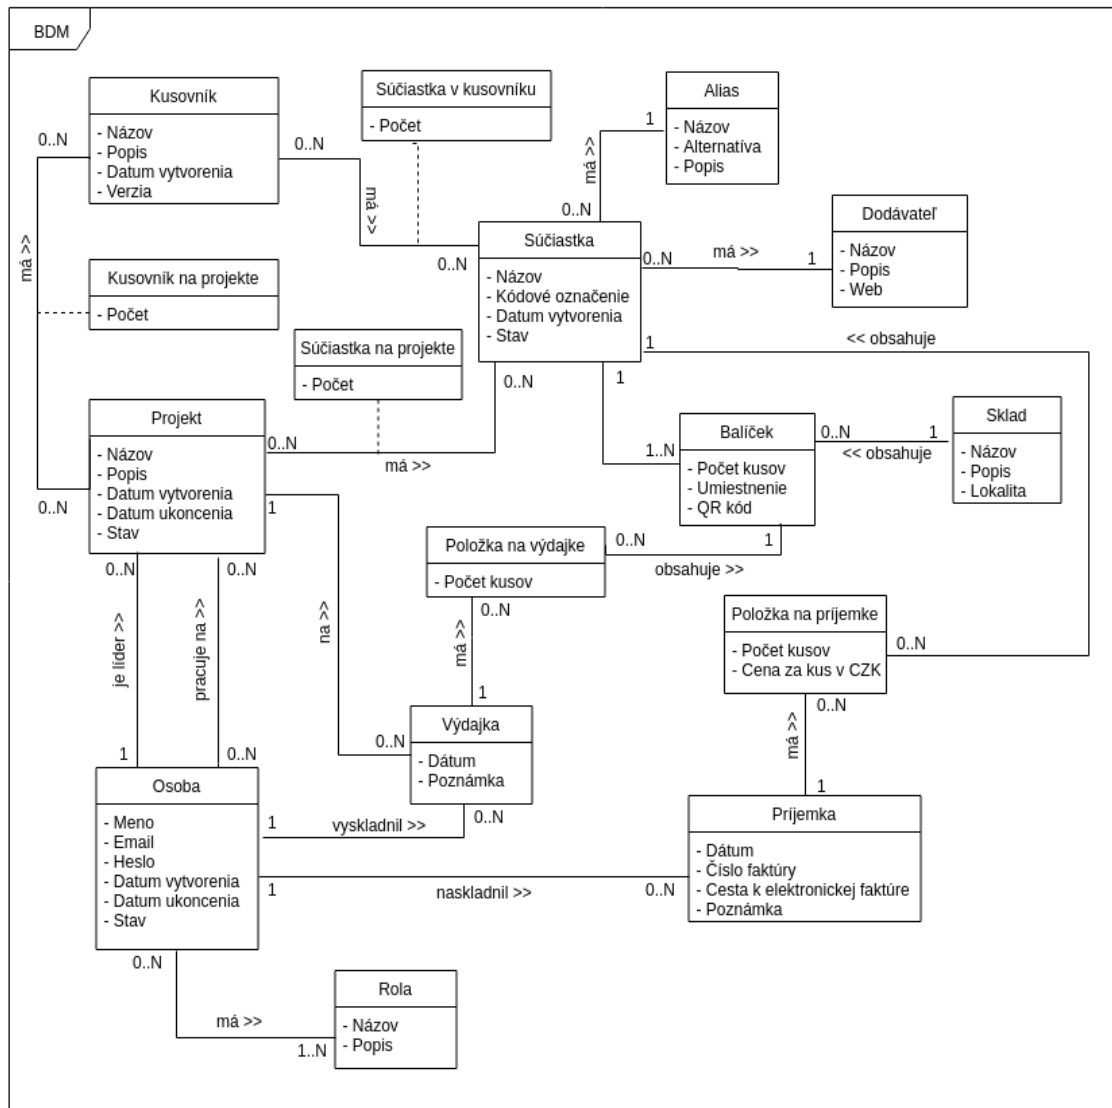 BDM
Kusovník
- Názov
- Popis
- Datum vytvorenia
- Verzia
Súčiastka v kusovníku
- Počet
Alias
- Názov
- Alternatíva
- Popis
0..N
0..N
má >>
1
má >>
0..N
má >>
0..N
Dodávateľ
- Názov
- Popis
- Web
Súčiastka
- Názov
- Kódové označenie
- Datum vytvorenia
- Stav
0..N
má >>
1
má >>
Kusovník na projekte
- Počet
Súčiastka na projekte
- Počet
1
<< obsahuje
0..N
1
Projekt
- Názov
- Popis
- Datum vytvorenia
- Datum ukoncenia
- Stav
0..N
má >>
Balíček
- Počet kusov
- Umiestnenie
- QR kód
1..N
0..N
1
<< obsahuje
Sklad
- Názov
- Popis
- Lokalita
0..N
1
Položka na výdajke
- Počet kusov
0..N
1
obsahuje >>
0..N
0..N
je líder >>
pracuje na >>
na >>
0..N
má >>
1
Položka na príjemke
- Počet kusov
- Cena za kus v CZK
0..N
0..N
má >>
1
Výdajka
- Dátum
- Poznámka
0..N
1
0..N
Osoba
- Meno
- Email
- Heslo
- Datum vytvorenia
- Datum ukoncenia
- Stav
1
vyskladnil >>
0..N
Príjemka
- Dátum
- Číslo faktúry
- Cesta k elektronickej faktúre
- Poznámka
1
naskladnil >>
0..N
0..N
má >>
1..N
Rola
- Názov
- Popis